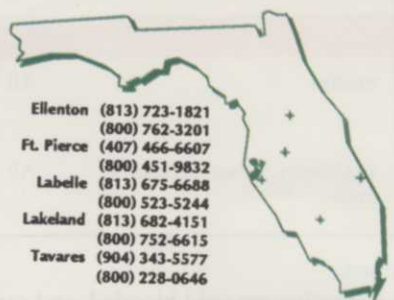 Ellenton (813) 723-1821
(800) 762-3201
Ft. Pierce (407) 466-6607
(800) 451-9832
Labelle (813) 675-6688
(800) 523-5244
Lakeland (813) 682-4151
(800) 752-6615
Tavares (904) 343-5577
(800) 228-0646